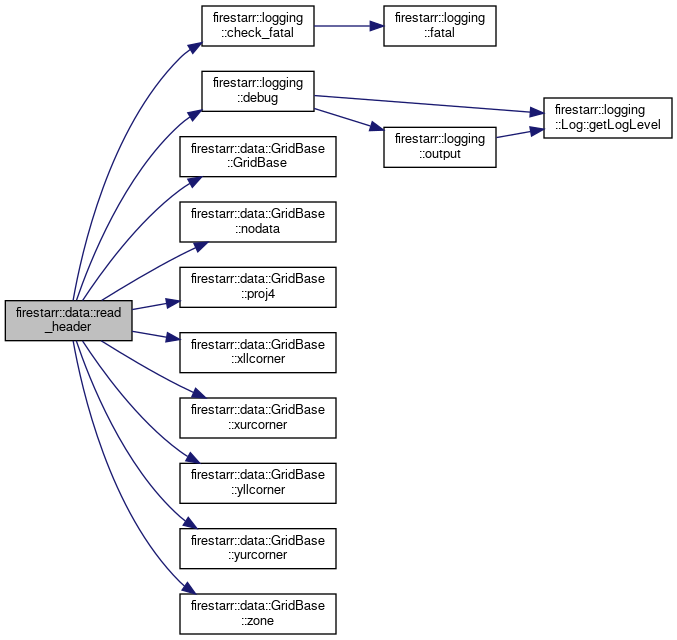 firestarr::data::read
_header
firestarr::logging
::check_fatal
firestarr::logging
::fatal
firestarr::logging
::debug
firestarr::logging
::output
firestarr::logging
::Log::getLogLevel
firestarr::data::GridBase
::GridBase
firestarr::data::GridBase
::nodata
firestarr::data::GridBase
::proj4
firestarr::data::GridBase
::xllcorner
firestarr::data::GridBase
::xurcorner
firestarr::data::GridBase
::yllcorner
firestarr::data::GridBase
::yurcorner
firestarr::data::GridBase
::zone